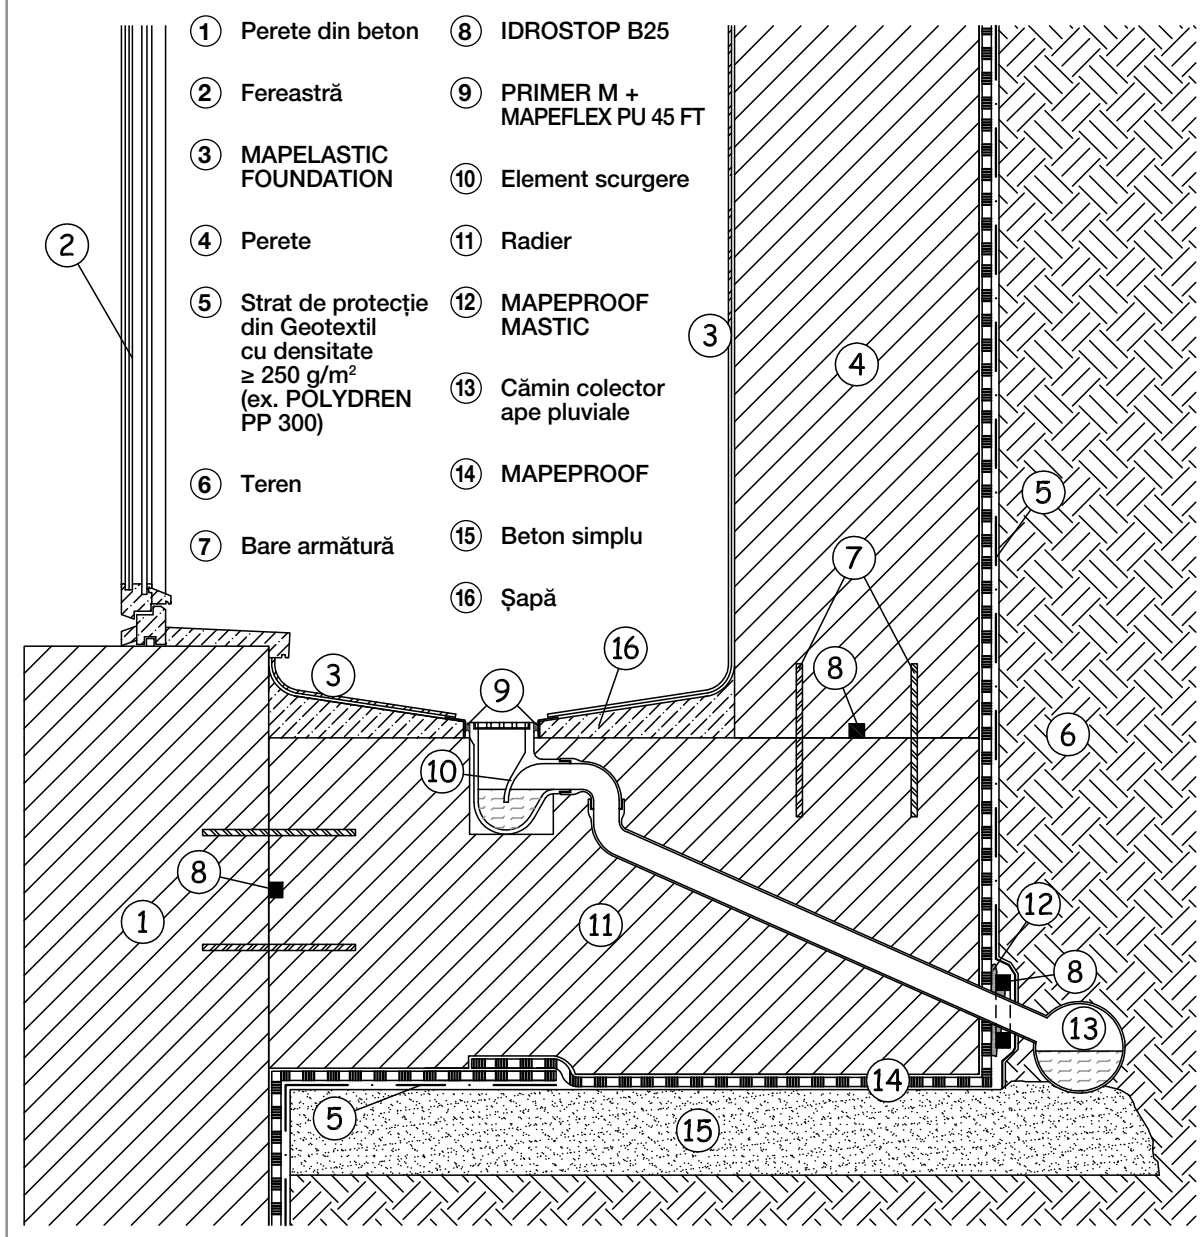 1 Perete din beton
2 Fereastră
3 MAPELASTIC
FOUNDATION
4 Perete
5 Strat de protecție
din Geotextil
cu densitate
≥ 250 g/m²
(ex. POLYDREN
PP 300)
6 Teren
7 Bare armătură
8 IDROSTOP B25
9 PRIMER M +
MAPEFLEX PU 45 FT
10 Element scurgere
11 Radier
12 MAPEPROOF
MASTIC
13 Cămin colector
ape pluviale
14 MAPEPROOF
15 Beton simplu
16 Șapă
2
3
4
5
7
8
16
3
9
6
10
8
1
11
12
8
13
14
5
15